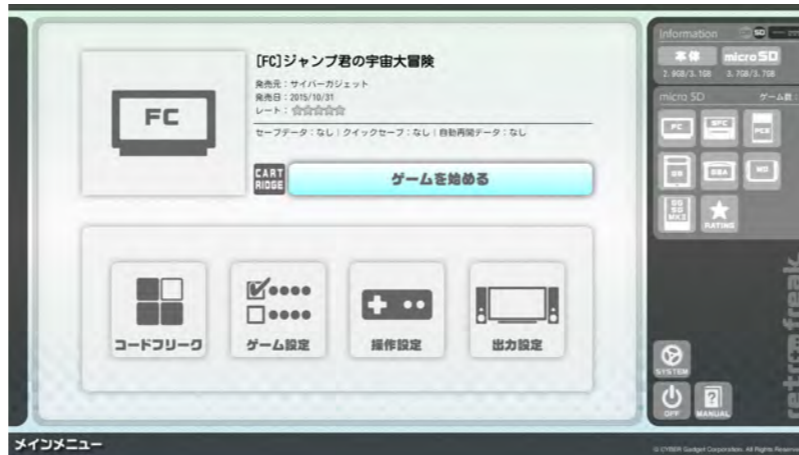 [FC]ジャンプ君の宇宙大冒険
発売元：サイバーガジェット
発売日：2015/10/31
レート：☆☆☆☆☆
セーブデータ：なし｜クイックセーブ：なし｜自動再開データ：なし
FC
CART
RIDGE
ゲームを始める
コードフリーク
ゲーム設定
操作設定
出力設定
Information
SD
本体
microSD
2.9GB/3.1GB
3.7GB/3.7GB
micro SD
ゲーム数：
FC
SFC
PCE
GB
GBA
MD
RATING
SYSTEM
OFF
MANUAL
retro freak
メインメニュー
© CYBER Gadget Corporation. All Rights Reserve